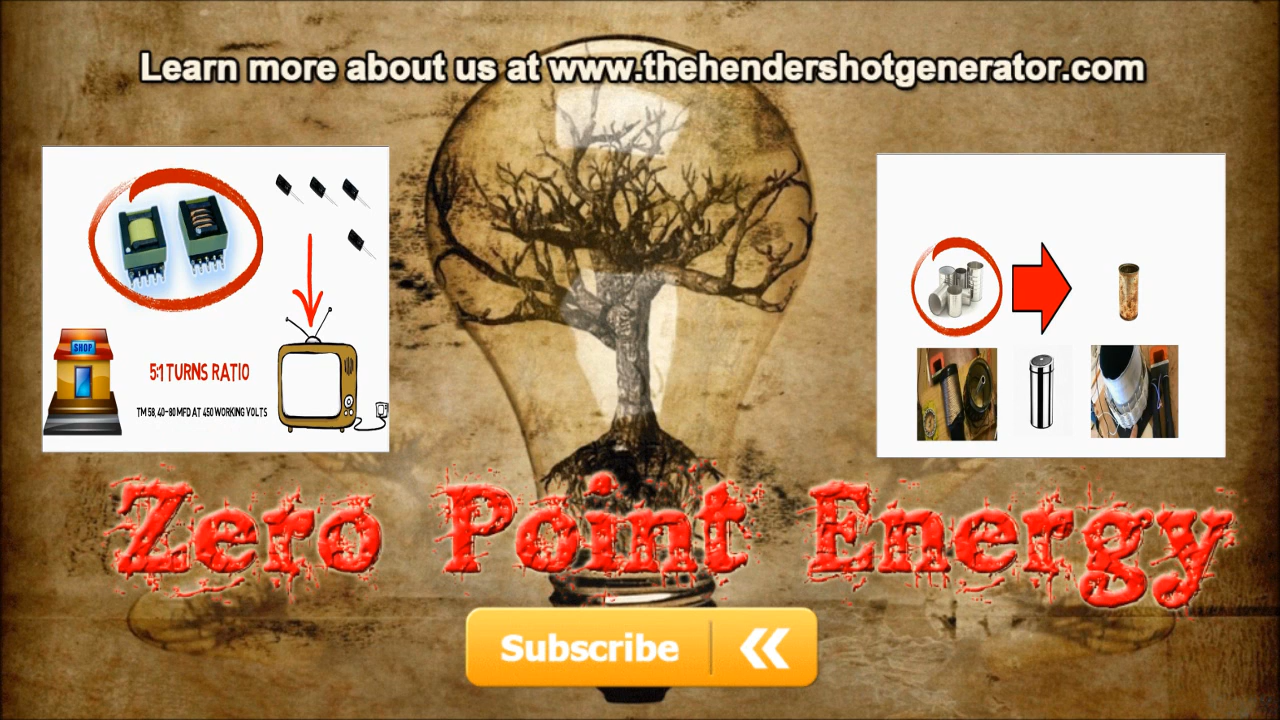 Learn more about us at www.thehendershotgenerator.com
SHOP
5:1 TURNS RATIO
TM 58, 40-80 MFD AT 450 WORKING VOLTS
Zero Point Energy
Subscribe